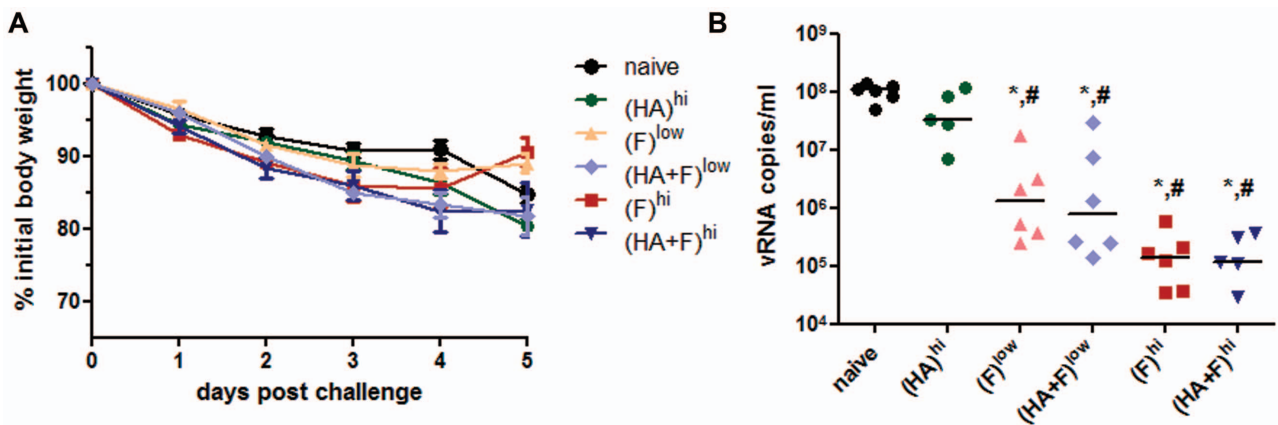 A
% initial body weight
100
90
80
70
0 1 2 3 4 5
days post challenge
naive
(HA)ʰⁱ
(F)ˡᵒʷ
(HA+F)ˡᵒʷ
(F)ʰⁱ
(HA+F)ʰⁱ
B
vRNA copies/ml
10⁹
10⁸
10⁷
10⁶
10⁵
10⁴
*,# *,#
*,# *,#
naive
(HA)ʰⁱ
(F)ˡᵒʷ
(HA+F)ˡᵒʷ
(F)ʰⁱ
(HA+F)ʰⁱ